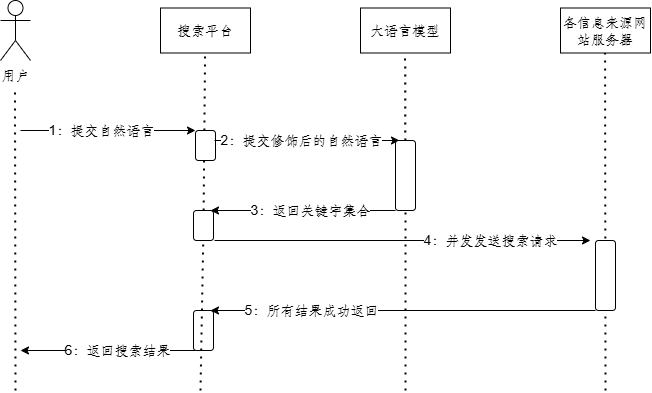 用户
搜索平台
大语言模型
各信息来源网
站服务器
1：提交自然语言
2：提交修饰后的自然语言
3：返回关键字集合
4：并发发送搜索请求
5：所有结果成功返回
6：返回搜索结果